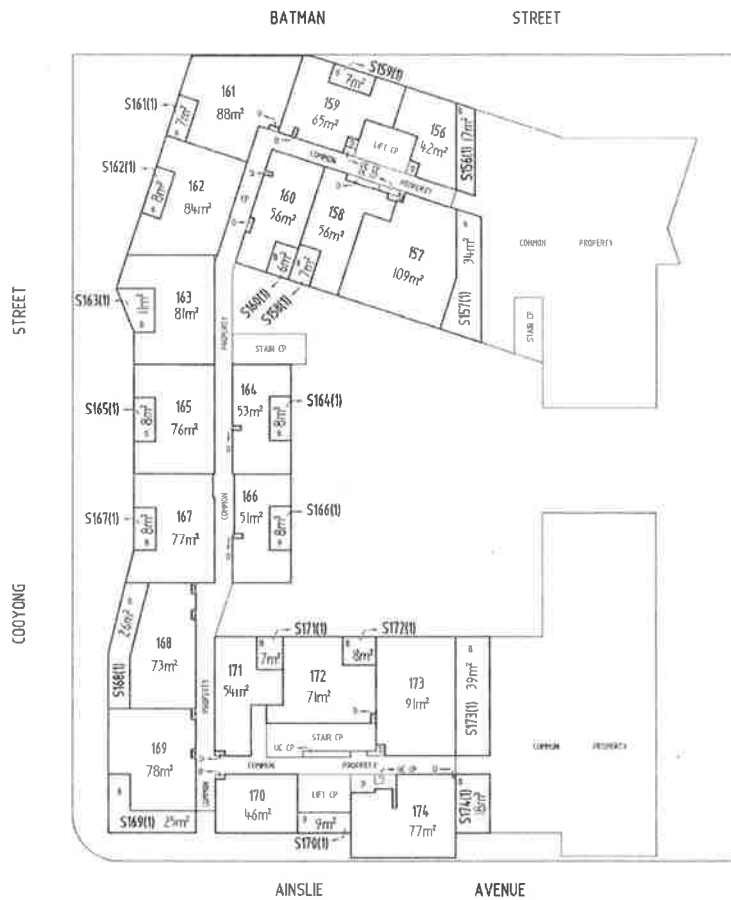 BATMAN STREET
S159(1)
7m²
161
88m²
S161(1)
7m²
159
65m²
156
42m²
S156(1) 17m²
LIFT CP
COMMON PROPERTY
S162(1)
8m²
162
84m²
CP
160
56m²
158
56m²
157
109m²
S157(1) 34m²
6m²
S160(1)
7m²
S158(1)
COMMON PROPERTY
STAIR CP
STREET
S163(1)
11m²
163
81m²
PROPERTY
STAIR CP
S165(1)
8m²
165
76m²
164
53m²
8m²
S164(1)
S167(1)
8m²
167
77m²
COMMON
166
51m²
8m²
S166(1)
COOYONG
26m²
S168(1)
168
73m²
PROPERTY
S171(1)
7m²
S172(1)
8m²
171
54m²
172
71m²
173
91m²
B
S173(1) 39m²
STAIR CP
UC CP
169
78m²
COMMON PROPERTY
UC CP
COMMON PROPERTY
B
S169(1) 25m²
COMMON
170
46m²
LIFT CP
9m²
S170(1)
174
77m²
S174(1)
18m²
AINSLIE AVENUE